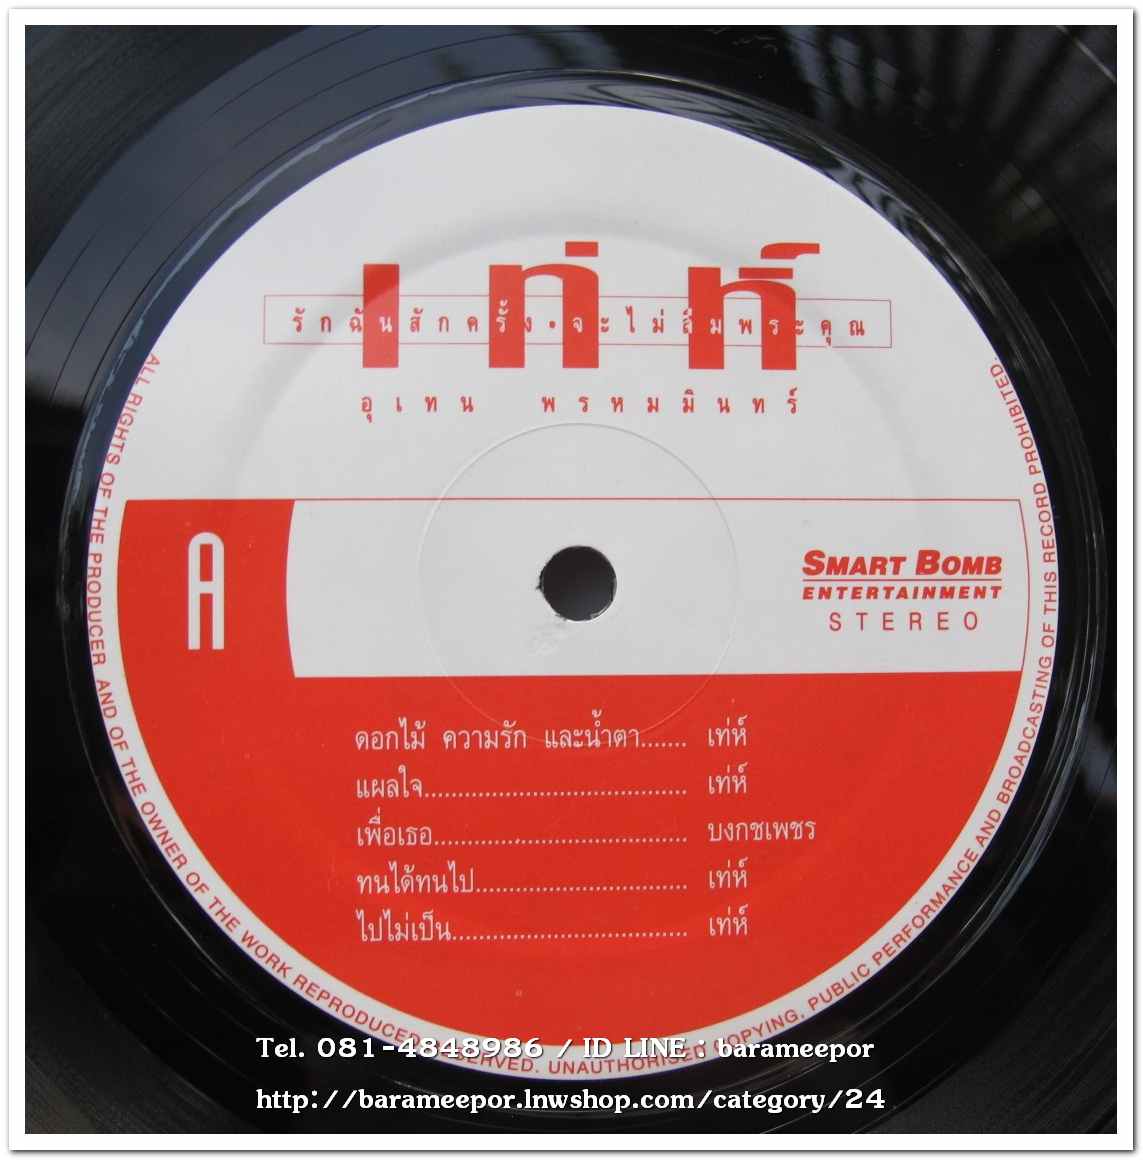 เท่ห์
รักฉันสักครั้ง • จะไม่ลืมพระคุณ
อุเทน พรหมมินทร์
A
SMART BOMB
ENTERTAINMENT
STEREO
ดอกไม้ ความรัก และน้ำตา....... เท่ห์
แผลใจ....................................... เท่ห์
เพื่อเธอ...................................... บงกชเพชร
ทนได้ทนไป................................ เท่ห์
ไปไม่เป็น................................... เท่ห์
ALL RIGHTS OF THE PRODUCER AND OF THE OWNER OF THE WORK REPRODUCED RESERVED. UNAUTHORISED COPYING, PUBLIC PERFORMANCE AND BROADCASTING OF THIS RECORD PROHIBITED.
Tel. 081-4848986 / ID LINE : barameepor
http://barameepor.lnwshop.com/category/24